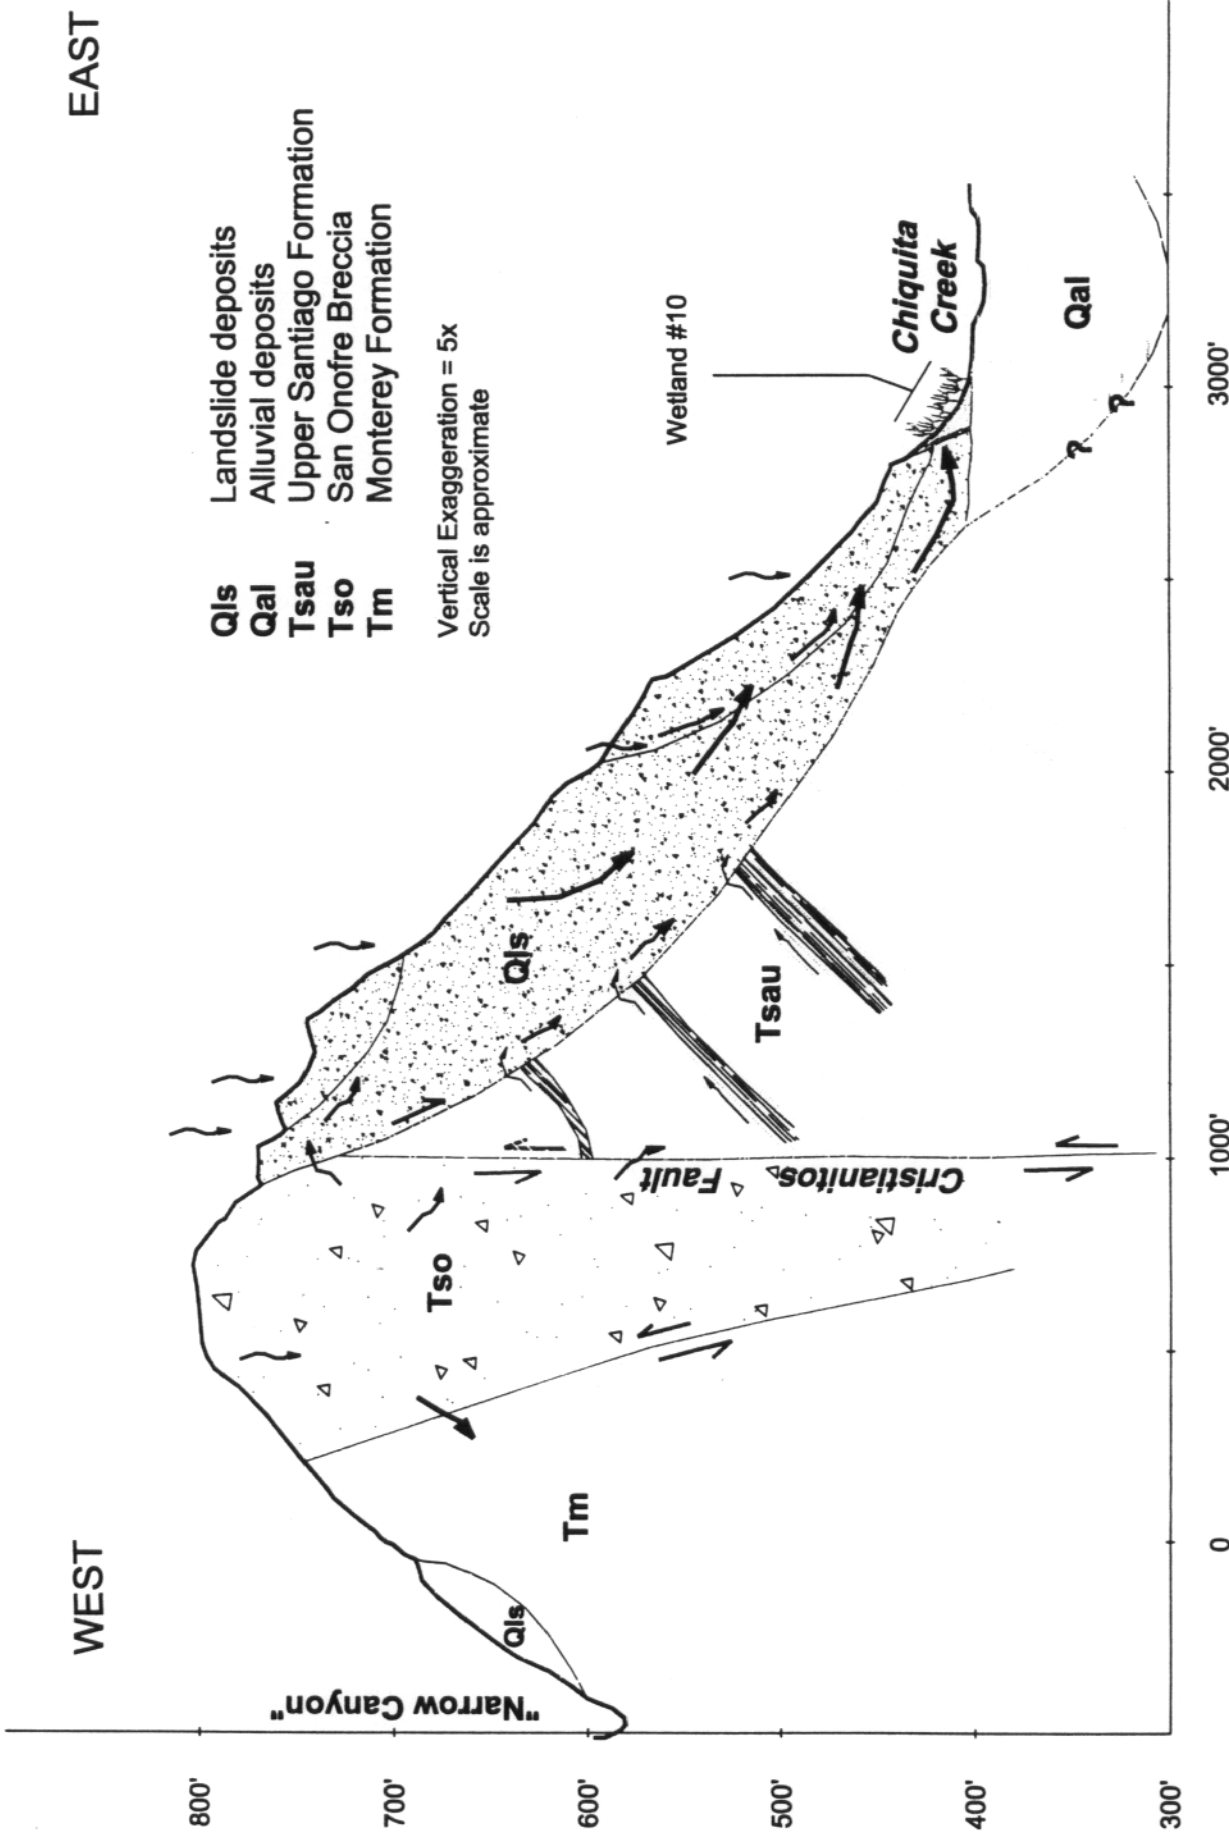 WEST
EAST
Qls Landslide deposits
Qal Alluvial deposits
Tsau Upper Santiago Formation
Tso San Onofre Breccia
Tm Monterey Formation
Vertical Exaggeration = 5x
Scale is approximate
Wetland #10
Chiquita
Creek
"Narrow Canyon"
Qls
Tm
Tso
Cristianitos
Fault
Qls
Tsau
Qal
?
?
800'
700'
600'
500'
400'
300'
0
1000'
2000'
3000'